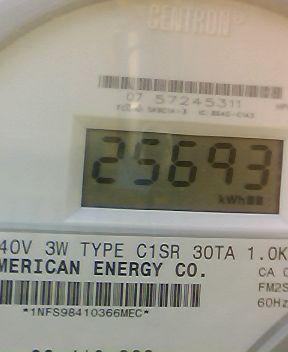 CENTRON®
07 57245311
25693
kWh
40V 3W TYPE C1SR 30TA 1.0K
MERICAN ENERGY CO.
CA 0
FM2S
60Hz
*1NFS98410366MEC*